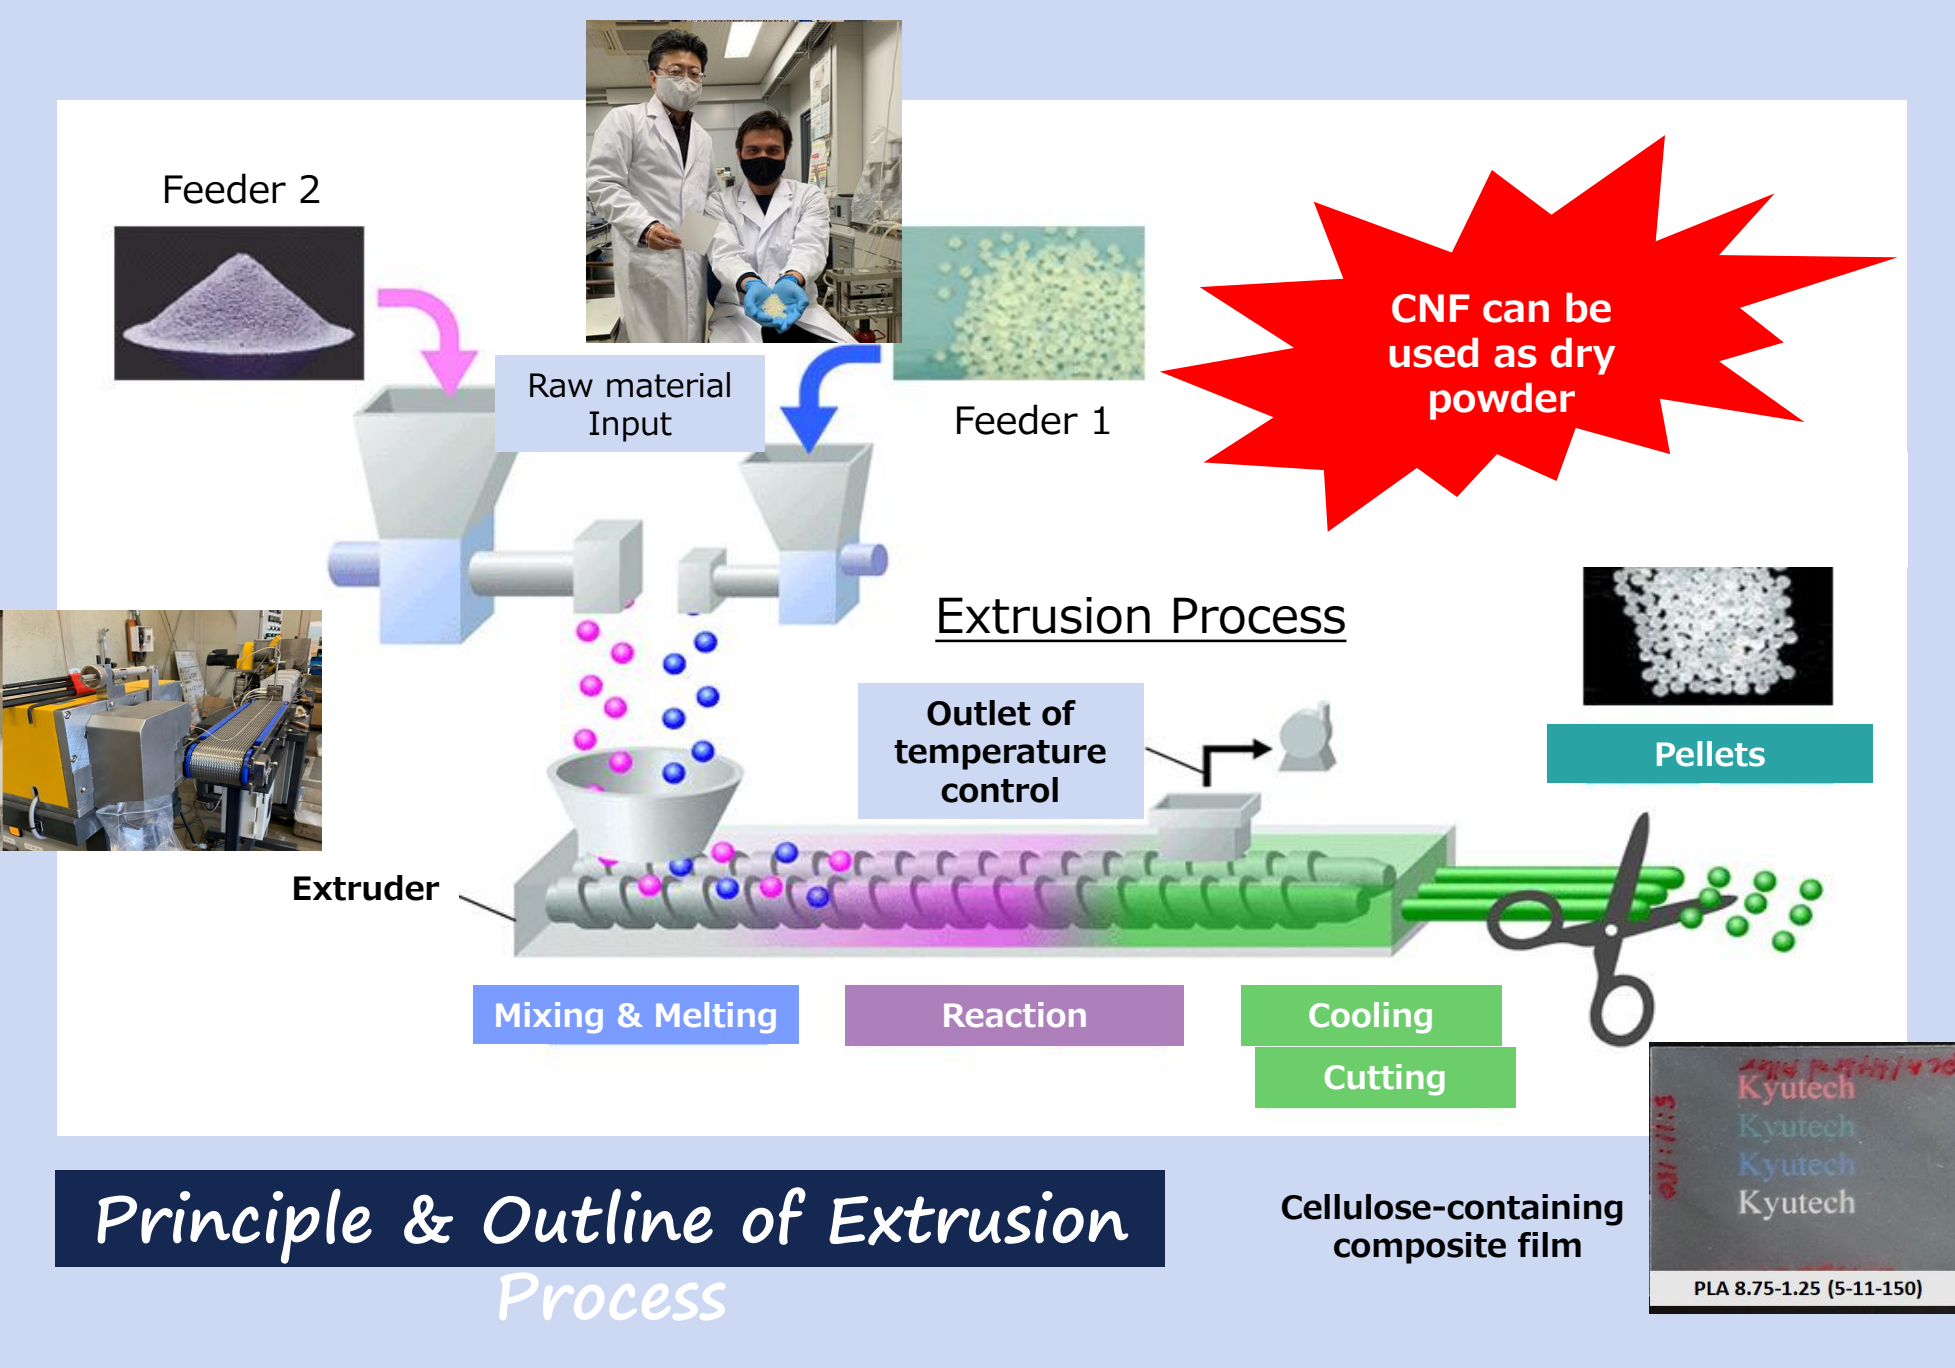 Feeder 2
Raw material
Input
Feeder 1
CNF can be
used as dry
powder
Extrusion Process
Outlet of
temperature
control
Pellets
Extruder
Mixing & Melting
Reaction
Cooling
Cutting
Kyutech
Kyutech
Kyutech
Kyutech
PLA 8.75-1.25 (5-11-150)
Cellulose-containing
composite film
Principle & Outline of Extrusion
Process